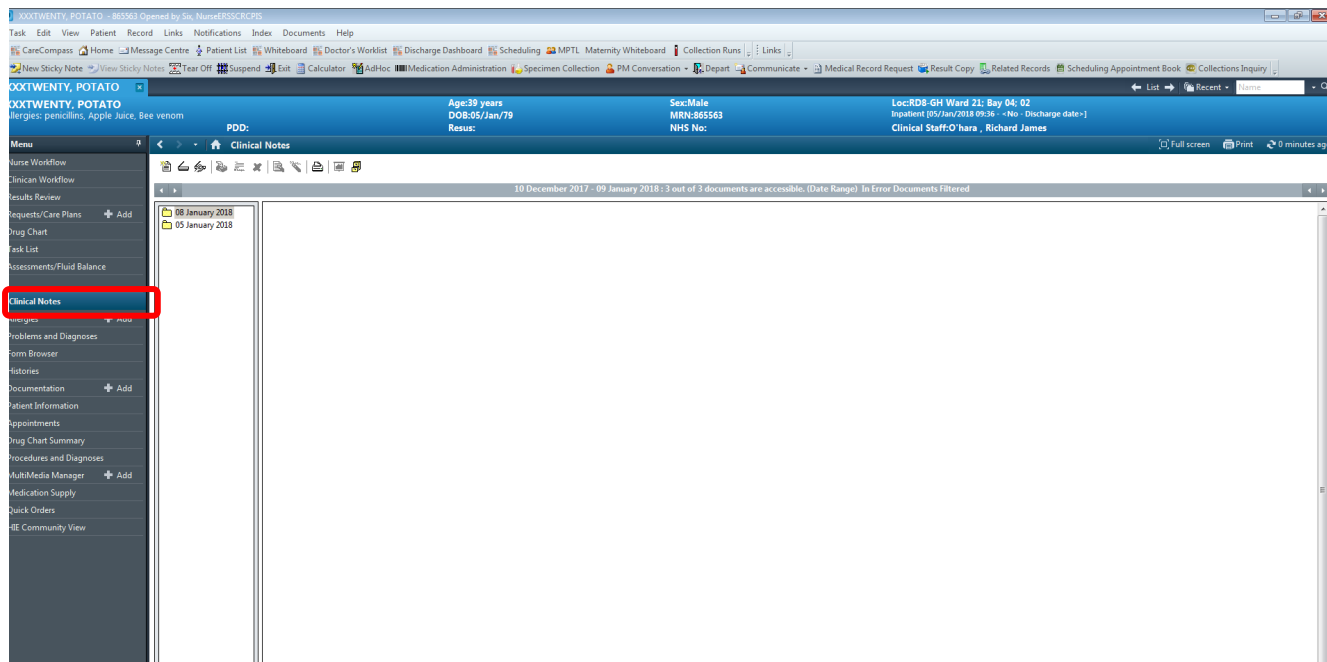 XXXTWENTY, POTATO - 865563 Opened by Six, NurseERSSCRCPIS
Task Edit View Patient Record Links Notifications Index Documents Help
CareCompass Home Message Centre Patient List Whiteboard Doctor's Worklist Discharge Dashboard Scheduling MPTL Maternity Whiteboard Collection Runs Links
New Sticky Note View Sticky Notes Tear Off Suspend Exit Calculator AdHoc Medication Administration Specimen Collection PM Conversation Depart Communicate Medical Record Request Result Copy Related Records Scheduling Appointment Book Collections Inquiry
XXXTWENTY, POTATO List Recent Name
XXXTWENTY, POTATO Age:39 years Sex:Male Loc:RD8-GH Ward 21; Bay 04; 02
Allergies: penicillins, Apple Juice, Bee venom DOB:05/Jan/79 MRN:865563 Inpatient [05/Jan/2018 09:36 - <No - Discharge date>]
PDD: Resus: NHS No: Clinical Staff:O'hara , Richard James
Menu Clinical Notes Full screen Print 0 minutes ag
Nurse Workflow
Clinican Workflow
Results Review
10 December 2017 - 09 January 2018 : 3 out of 3 documents are accessible. (Date Range) In Error Documents Filtered
Requests/Care Plans Add
08 January 2018
05 January 2018
Drug Chart
Task List
Assessments/Fluid Balance
Clinical Notes
Allergies Add
Problems and Diagnoses
Form Browser
Histories
Documentation Add
Patient Information
Appointments
Drug Chart Summary
Procedures and Diagnoses
MultiMedia Manager Add
Medication Supply
Quick Orders
HIE Community View